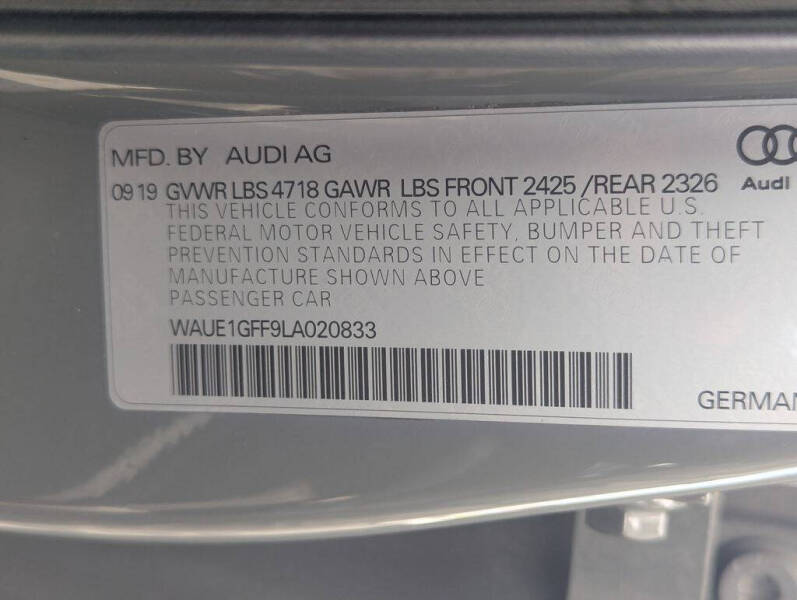 MFD. BY AUDI AG
09 19 GVWR LBS 4718 GAWR LBS FRONT 2425 /REAR 2326
Audi
THIS VEHICLE CONFORMS TO ALL APPLICABLE U.S.
FEDERAL MOTOR VEHICLE SAFETY, BUMPER AND THEFT
PREVENTION STANDARDS IN EFFECT ON THE DATE OF
MANUFACTURE SHOWN ABOVE
PASSENGER CAR
WAUE1GFF9LA020833
GERMAN